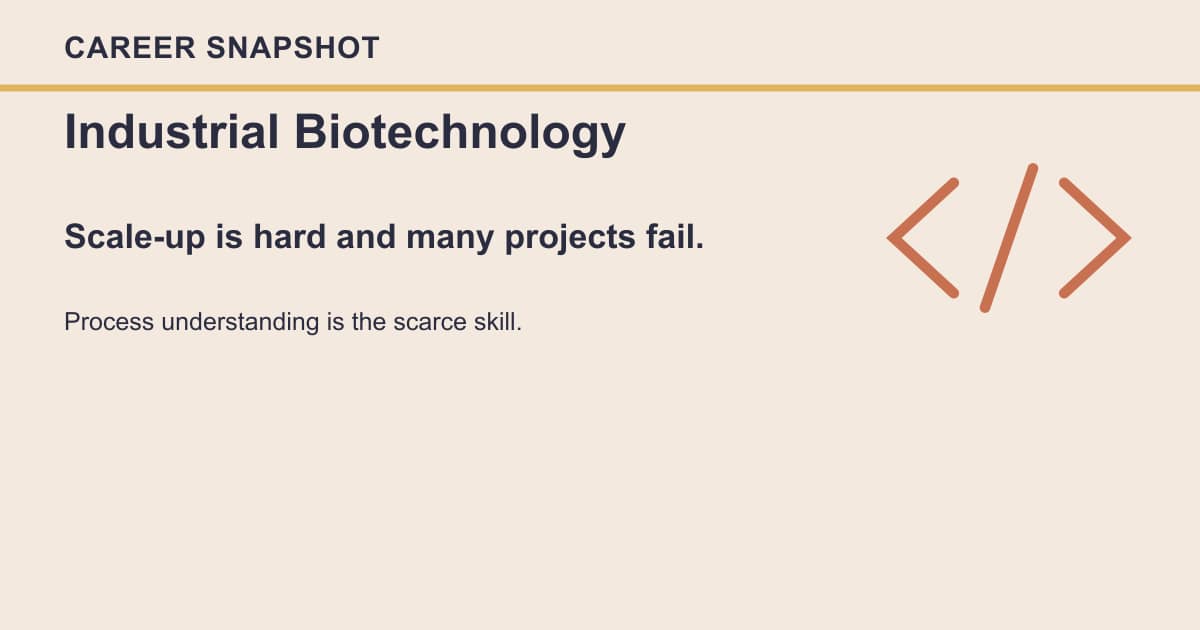 CAREER SNAPSHOT
Industrial Biotechnology
Scale-up is hard and many projects fail.
Process understanding is the scarce skill.